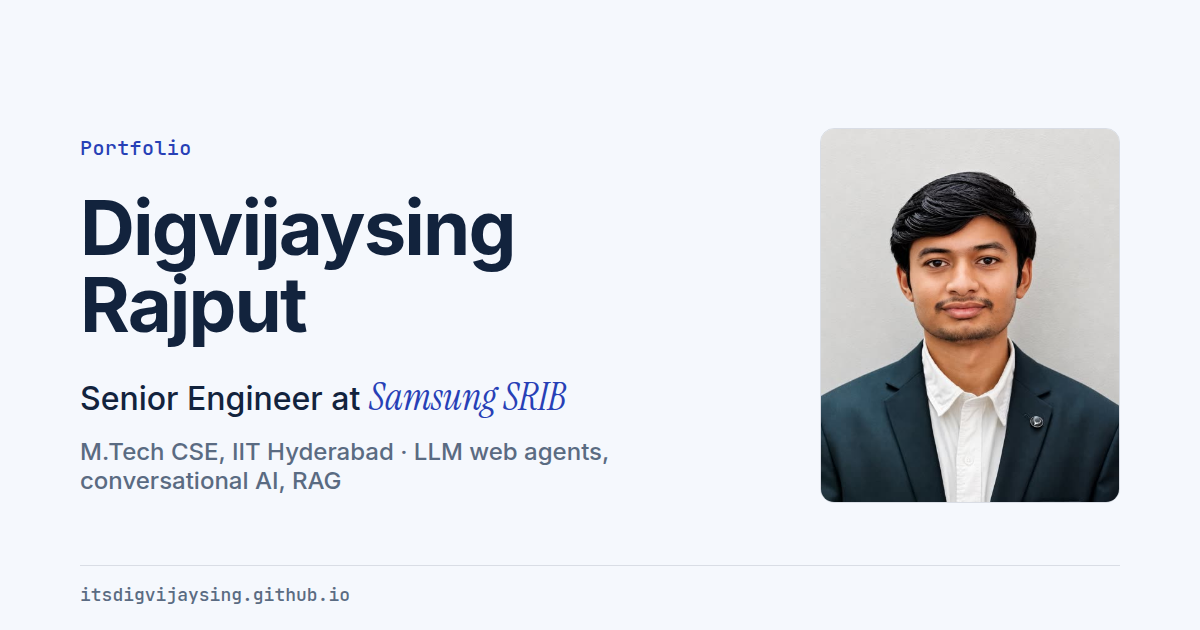 Portfolio
Digvijaysing
Rajput
Senior Engineer at Samsung SRIB
M.Tech CSE, IIT Hyderabad · LLM web agents,
conversational AI, RAG
itsdigvijaysing.github.io